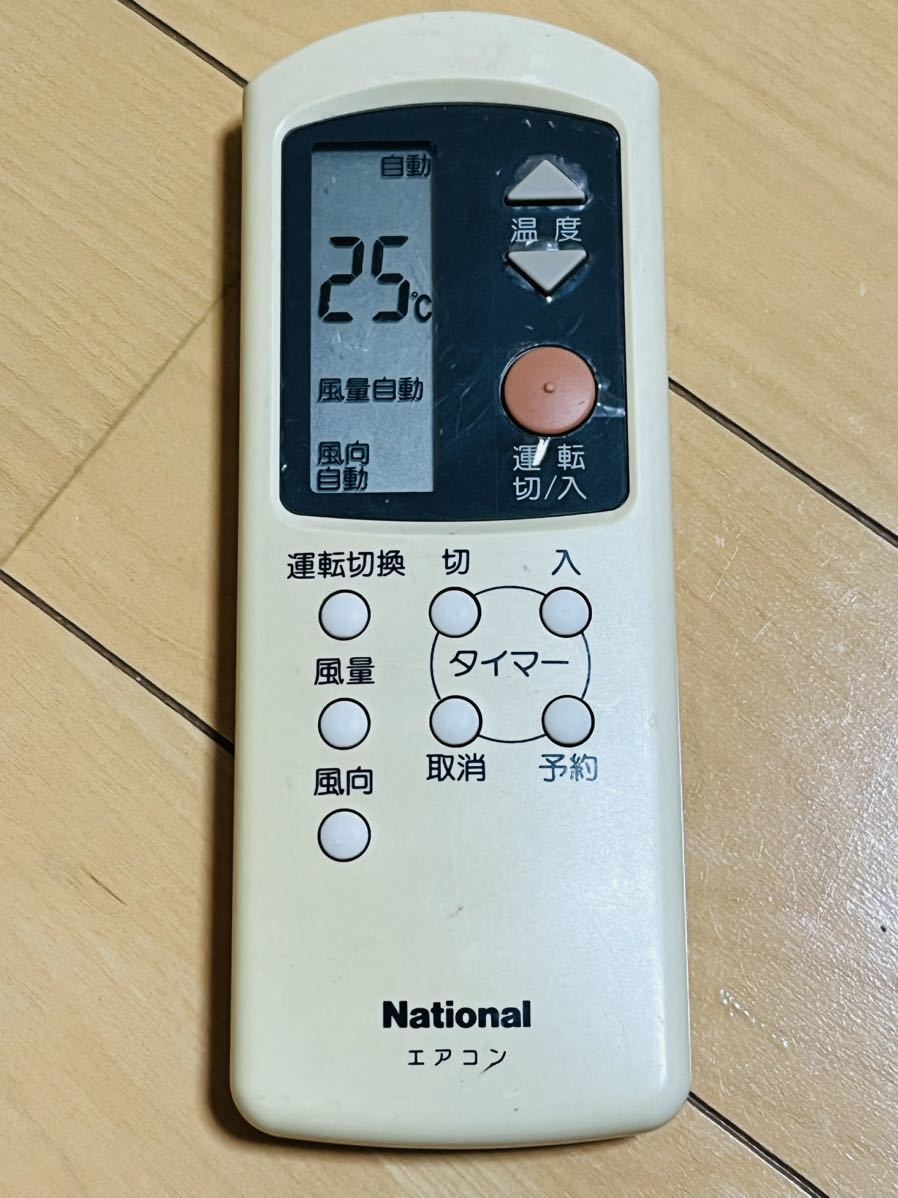 自動
25℃
風量自動
風向
自動
温度
運転
切/入
運転切換
切
入
風量
タイマー
取消
予約
風向
National
エアコン